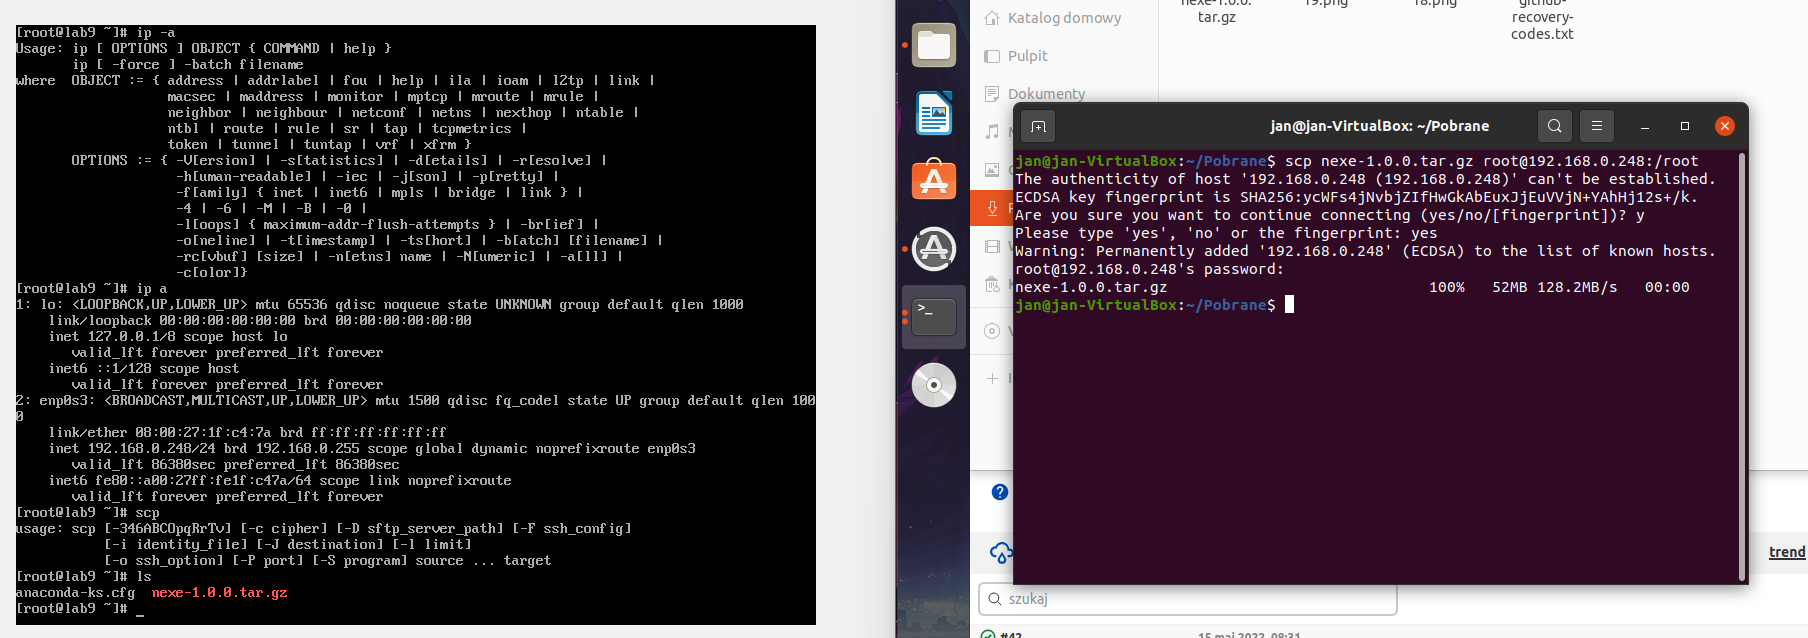 [root@lab9 ~]# ip -a
Usage: ip [ OPTIONS ] OBJECT { COMMAND | help }
       ip [ -force ] -batch filename
where  OBJECT := { address | addrlabel | fou | help | ila | ioam | l2tp | link |
                   macsec | maddress | monitor | mptcp | mroute | mrule |
                   neighbor | neighbour | netconf | netns | nexthop | ntable |
                   ntbl | route | rule | sr | tap | tcpmetrics |
                   token | tunnel | tuntap | vrf | xfrm }
       OPTIONS := { -V[ersion] | -s[tatistics] | -d[etails] | -r[esolve] |
                    -h[uman-readable] | -iec | -j[son] | -p[retty] |
                    -f[amily] { inet | inet6 | mpls | bridge | link } |
                    -4 | -6 | -M | -B | -0 |
                    -l[oops] { maximum-addr-flush-attempts } | -br[ief] |
                    -o[neline] | -t[imestamp] | -ts[hort] | -b[atch] [filename] |
                    -rc[vbuf] [size] | -n[etns] name | -N[umeric] | -a[ll] |
                    -c[olor]}
[root@lab9 ~]# ip a
1: lo: <LOOPBACK,UP,LOWER_UP> mtu 65536 qdisc noqueue state UNKNOWN group default qlen 1000
    link/loopback 00:00:00:00:00:00 brd 00:00:00:00:00:00
    inet 127.0.0.1/8 scope host lo
       valid_lft forever preferred_lft forever
    inet6 ::1/128 scope host
       valid_lft forever preferred_lft forever
2: enp0s3: <BROADCAST,MULTICAST,UP,LOWER_UP> mtu 1500 qdisc fq_codel state UP group default qlen 100
0
    link/ether 08:00:27:1f:c4:7a brd ff:ff:ff:ff:ff:ff
    inet 192.168.0.248/24 brd 192.168.0.255 scope global dynamic noprefixroute enp0s3
       valid_lft 86380sec preferred_lft 86380sec
    inet6 fe80::a00:27ff:fe1f:c47a/64 scope link noprefixroute
       valid_lft forever preferred_lft forever
[root@lab9 ~]# scp
usage: scp [-346ABCOpqRrTv] [-c cipher] [-D sftp_server_path] [-F ssh_config]
           [-i identity_file] [-J destination] [-l limit]
           [-o ssh_option] [-P port] [-S program] source ... target
[root@lab9 ~]# ls
anaconda-ks.cfg  nexe-1.0.0.tar.gz
[root@lab9 ~]# _
Katalog domowy
Pulpit
Dokumenty
nexe-1.0.0.
tar.gz
19.png
18.png
github-
recovery-
codes.txt
jan@jan-VirtualBox: ~/Pobrane
jan@jan-VirtualBox:~/Pobrane$ scp nexe-1.0.0.tar.gz root@192.168.0.248:/root
The authenticity of host '192.168.0.248 (192.168.0.248)' can't be established.
ECDSA key fingerprint is SHA256:ycWFs4jNvbjZIfHwGkAbEuxJjEuVVjN+YAhHj12s+/k.
Are you sure you want to continue connecting (yes/no/[fingerprint])? y
Please type 'yes', 'no' or the fingerprint: yes
Warning: Permanently added '192.168.0.248' (ECDSA) to the list of known hosts.
root@192.168.0.248's password:
nexe-1.0.0.tar.gz                             100%   52MB 128.2MB/s   00:00
jan@jan-VirtualBox:~/Pobrane$
trend
szukaj
#42
15 maj 2022, 08:31